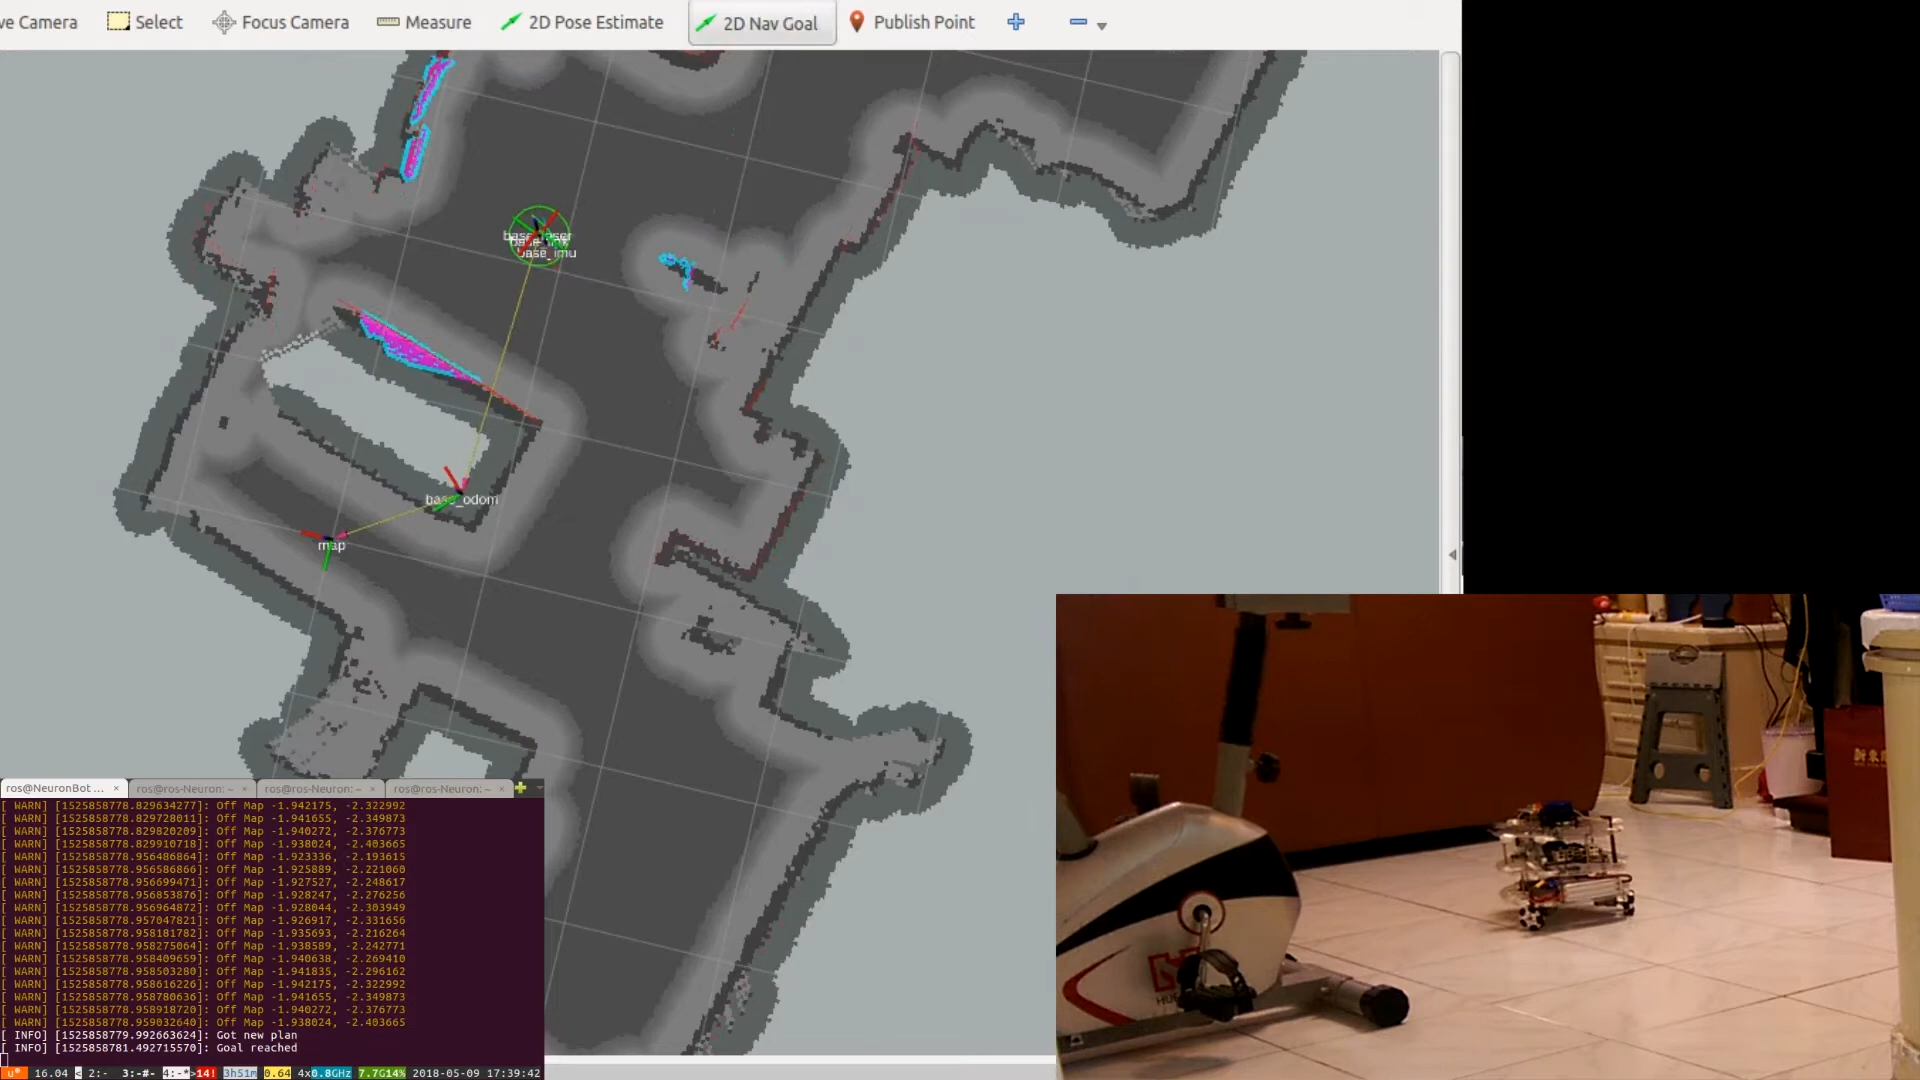 ve Camera Select Focus Camera Measure 2D Pose Estimate 2D Nav Goal Publish Point
base_imu
base_odom
map
ros@NeuronBot ... × ros@ros-Neuron: ~ × ros@ros-Neuron: ~ × ros@ros-Neuron: ~ ×
[ WARN] [1525858778.829634277]: Off Map -1.942175, -2.322992
[ WARN] [1525858778.829728011]: Off Map -1.941655, -2.349873
[ WARN] [1525858778.829820209]: Off Map -1.940272, -2.376773
[ WARN] [1525858778.829910718]: Off Map -1.938024, -2.403665
[ WARN] [1525858778.956486864]: Off Map -1.923336, -2.193615
[ WARN] [1525858778.956586866]: Off Map -1.925889, -2.221060
[ WARN] [1525858778.956699471]: Off Map -1.927527, -2.248617
[ WARN] [1525858778.956853876]: Off Map -1.928247, -2.276256
[ WARN] [1525858778.956964872]: Off Map -1.928044, -2.303949
[ WARN] [1525858778.957047821]: Off Map -1.926917, -2.331656
[ WARN] [1525858778.958181782]: Off Map -1.935693, -2.216264
[ WARN] [1525858778.958275064]: Off Map -1.938589, -2.242771
[ WARN] [1525858778.958409659]: Off Map -1.940638, -2.269410
[ WARN] [1525858778.958503280]: Off Map -1.941835, -2.296162
[ WARN] [1525858778.958616226]: Off Map -1.942175, -2.322992
[ WARN] [1525858778.958780636]: Off Map -1.941655, -2.349873
[ WARN] [1525858778.958918720]: Off Map -1.940272, -2.376773
[ WARN] [1525858778.959032640]: Off Map -1.938024, -2.403665
[ INFO] [1525858779.992663624]: Got new plan
[ INFO] [1525858781.492715570]: Goal reached
16.04 < 2:- 3:-#- 4:-*>14! 3h51m 0.64 4x0.8GHz 7.7G14% 2018-05-09 17:39:42